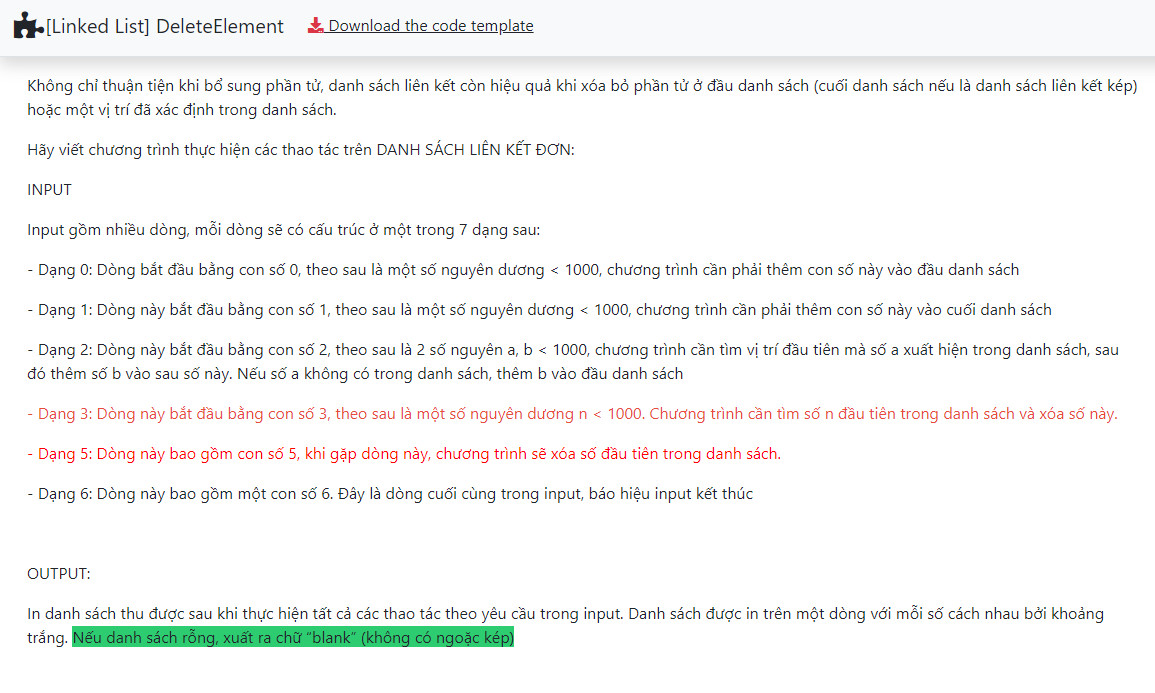 [Linked List] DeleteElement Download the code template
Không chỉ thuận tiện khi bổ sung phần tử, danh sách liên kết còn hiệu quả khi xóa bỏ phần tử ở đầu danh sách (cuối danh sách nếu là danh sách liên kết kép)
hoặc một vị trí đã xác định trong danh sách.
Hãy viết chương trình thực hiện các thao tác trên DANH SÁCH LIÊN KẾT ĐƠN:
INPUT
Input gồm nhiều dòng, mỗi dòng sẽ có cấu trúc ở một trong 7 dạng sau:
- Dạng 0: Dòng bắt đầu bằng con số 0, theo sau là một số nguyên dương < 1000, chương trình cần phải thêm con số này vào đầu danh sách
- Dạng 1: Dòng này bắt đầu bằng con số 1, theo sau là một số nguyên dương < 1000, chương trình cần phải thêm con số này vào cuối danh sách
- Dạng 2: Dòng này bắt đầu bằng con số 2, theo sau là 2 số nguyên a, b < 1000, chương trình cần tìm vị trí đầu tiên mà số a xuất hiện trong danh sách, sau
đó thêm số b vào sau số này. Nếu số a không có trong danh sách, thêm b vào đầu danh sách
- Dạng 3: Dòng này bắt đầu bằng con số 3, theo sau là một số nguyên dương n < 1000. Chương trình cần tìm số n đầu tiên trong danh sách và xóa số này.
- Dạng 5: Dòng này bao gồm con số 5, khi gặp dòng này, chương trình sẽ xóa số đầu tiên trong danh sách.
- Dạng 6: Dòng này bao gồm một con số 6. Đây là dòng cuối cùng trong input, báo hiệu input kết thúc
OUTPUT:
In danh sách thu được sau khi thực hiện tất cả các thao tác theo yêu cầu trong input. Danh sách được in trên một dòng với mỗi số cách nhau bởi khoảng
trắng. Nếu danh sách rỗng, xuất ra chữ “blank” (không có ngoặc kép)